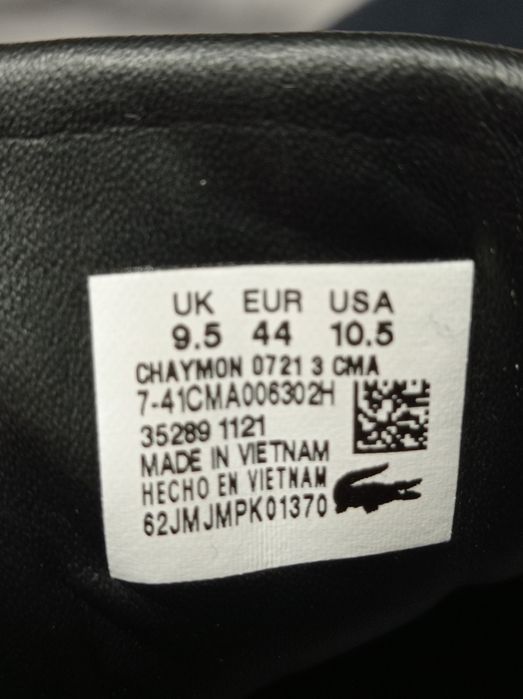 UK EUR USA
9.5 44 10.5
CHAYMON 0721 3 CMA
7-41CMA006302H
35289 1121
MADE IN VIETNAM
HECHO EN VIETNAM
62JMJMPK01370